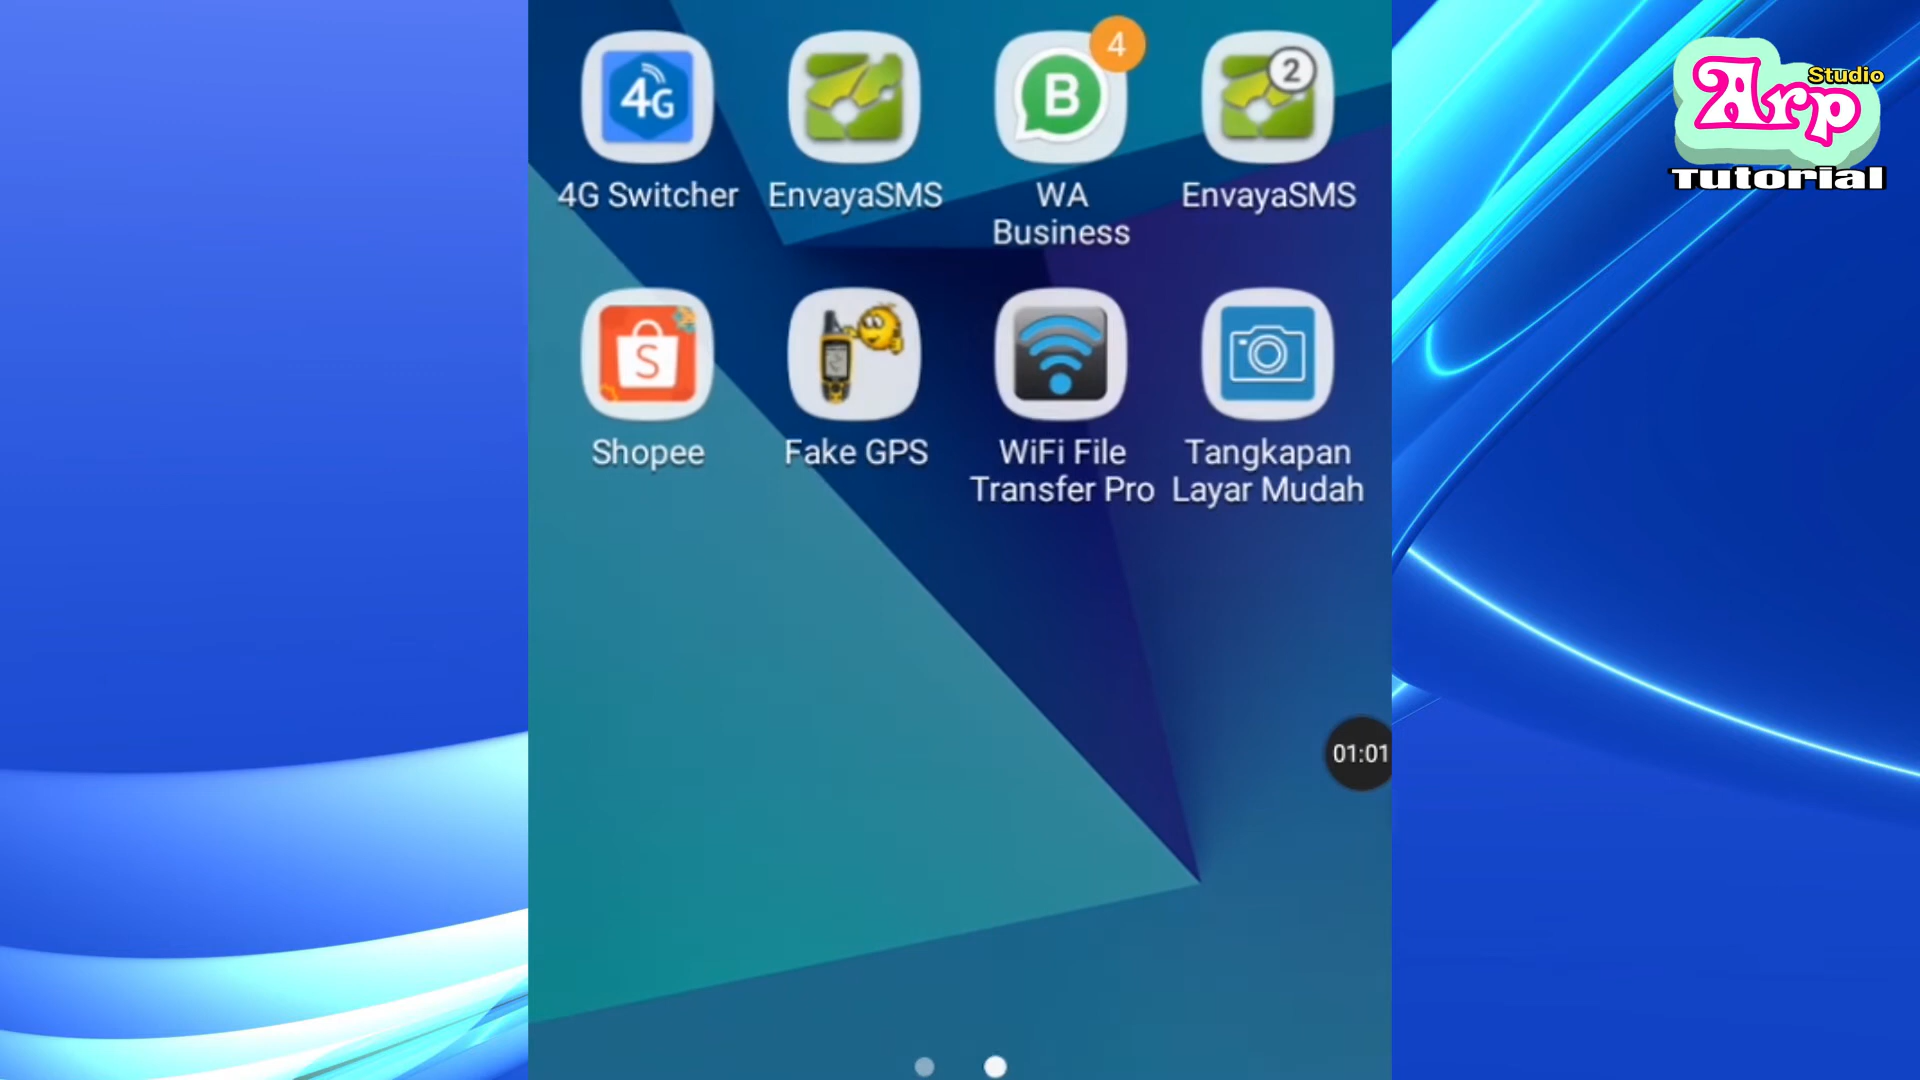 Studio
Arp
Tutorial
4
2
4G
B
4G Switcher
EnvayaSMS
WA
Business
EnvayaSMS
S
Shopee
Fake GPS
WiFi File
Transfer Pro
Tangkapan
Layar Mudah
01:01